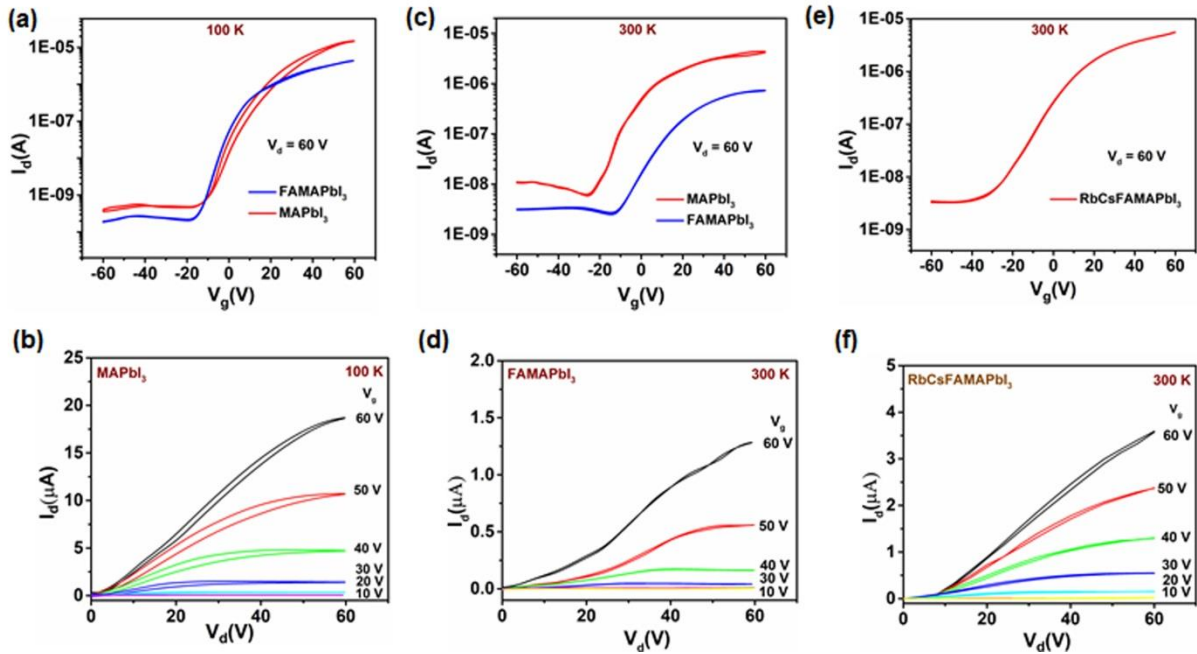 (a)
100 K
1E-05
1E-06
1E-07
1E-08
1E-09
I_d(A)
V_d = 60 V
FAMAPbI₃
MAPbI₃
-60 -40 -20 0 20 40 60
V_g(V)
(c)
300 K
1E-05
1E-06
1E-07
1E-08
1E-09
I_d(A)
V_d = 60 V
MAPbI₃
FAMAPbI₃
-60 -40 -20 0 20 40 60
V_g(V)
(e)
300 K
1E-05
1E-06
1E-07
1E-08
1E-09
I_d(A)
V_d = 60 V
RbCsFAMAPbI₃
-60 -40 -20 0 20 40 60
V_g(V)
(b)
MAPbI₃ 100 K
V_g
60 V
50 V
40 V
30 V
20 V
10 V
25
20
15
10
5
0
I_d(μA)
0 20 40 60
V_d(V)
(d)
FAMAPbI₃ 300 K
V_g
60 V
50 V
40 V
30 V
10 V
2.0
1.5
1.0
0.5
0.0
I_d(μA)
0 20 40 60
V_d(V)
(f)
RbCsFAMAPbI₃ 300 K
V_g
60 V
50 V
40 V
30 V
20 V
10 V
5
4
3
2
1
0
I_d(μA)
0 20 40 60
V_d(V)